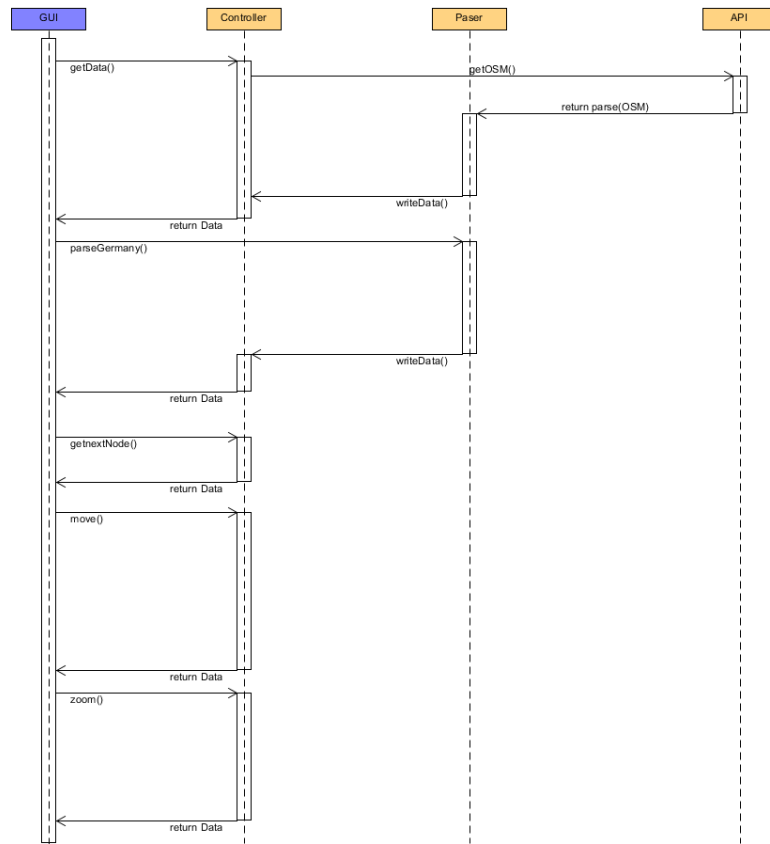 GUI
Controller
Paser
API
getData()
getOSM()
return parse(OSM)
writeData()
return Data
parseGermany()
writeData()
return Data
getnextNode()
return Data
move()
return Data
zoom()
return Data